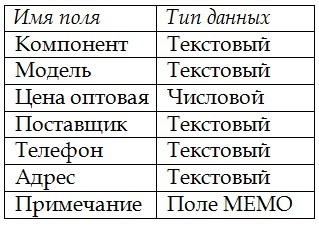 Имя поля Тип данных
Компонент Текстовый
Модель Текстовый
Цена оптовая Числовой
Поставщик Текстовый
Телефон Текстовый
Адрес Текстовый
Примечание Поле МЕМО